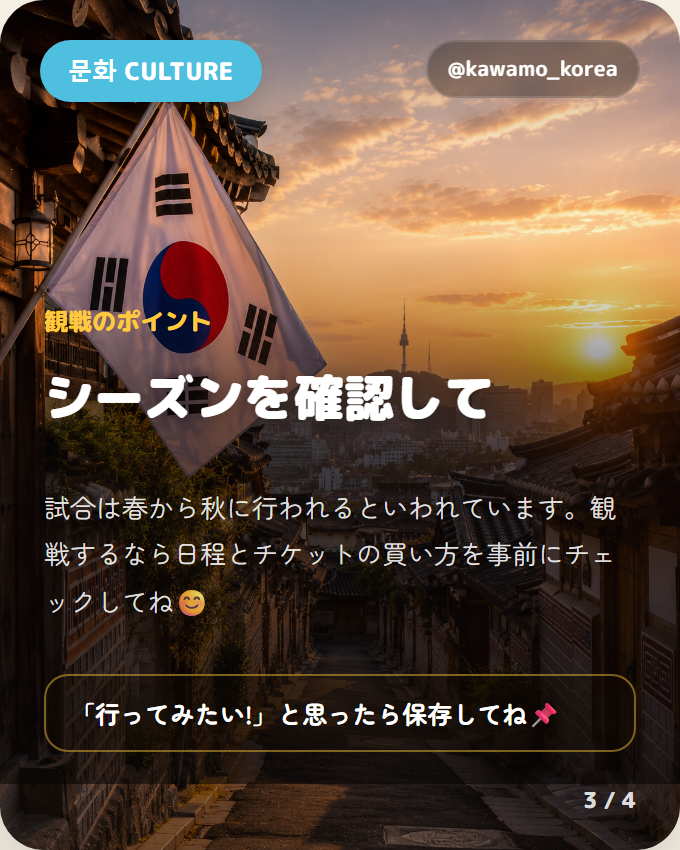 문화 CULTURE
@kawamo_korea
観戦のポイント
シーズンを確認して
試合は春から秋に行われるといわれています。観
戦するなら日程とチケットの買い方を事前にチェ
ックしてね😊
「行ってみたい!」と思ったら保存してね📌
3 / 4